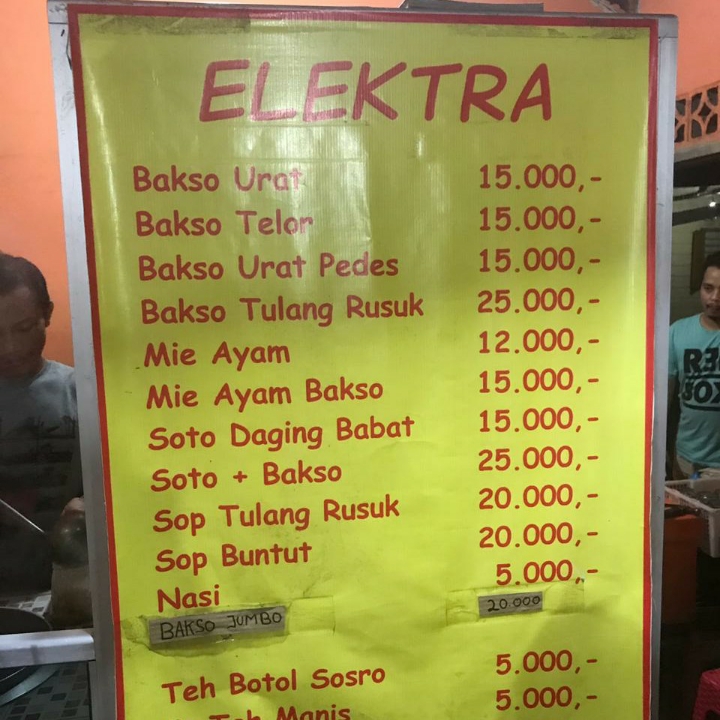 ELEKTRA
Bakso Urat 15.000,-
Bakso Telor 15.000,-
Bakso Urat Pedes 15.000,-
Bakso Tulang Rusuk 25.000,-
Mie Ayam 12.000,-
Mie Ayam Bakso 15.000,-
Soto Daging Babat 15.000,-
Soto + Bakso 25.000,-
Sop Tulang Rusuk 20.000,-
Sop Buntut 20.000,-
Nasi 5.000,-
BAKSO JUMBO 20.000
Teh Botol Sosro 5.000,-
Teh Manis 5.000,-